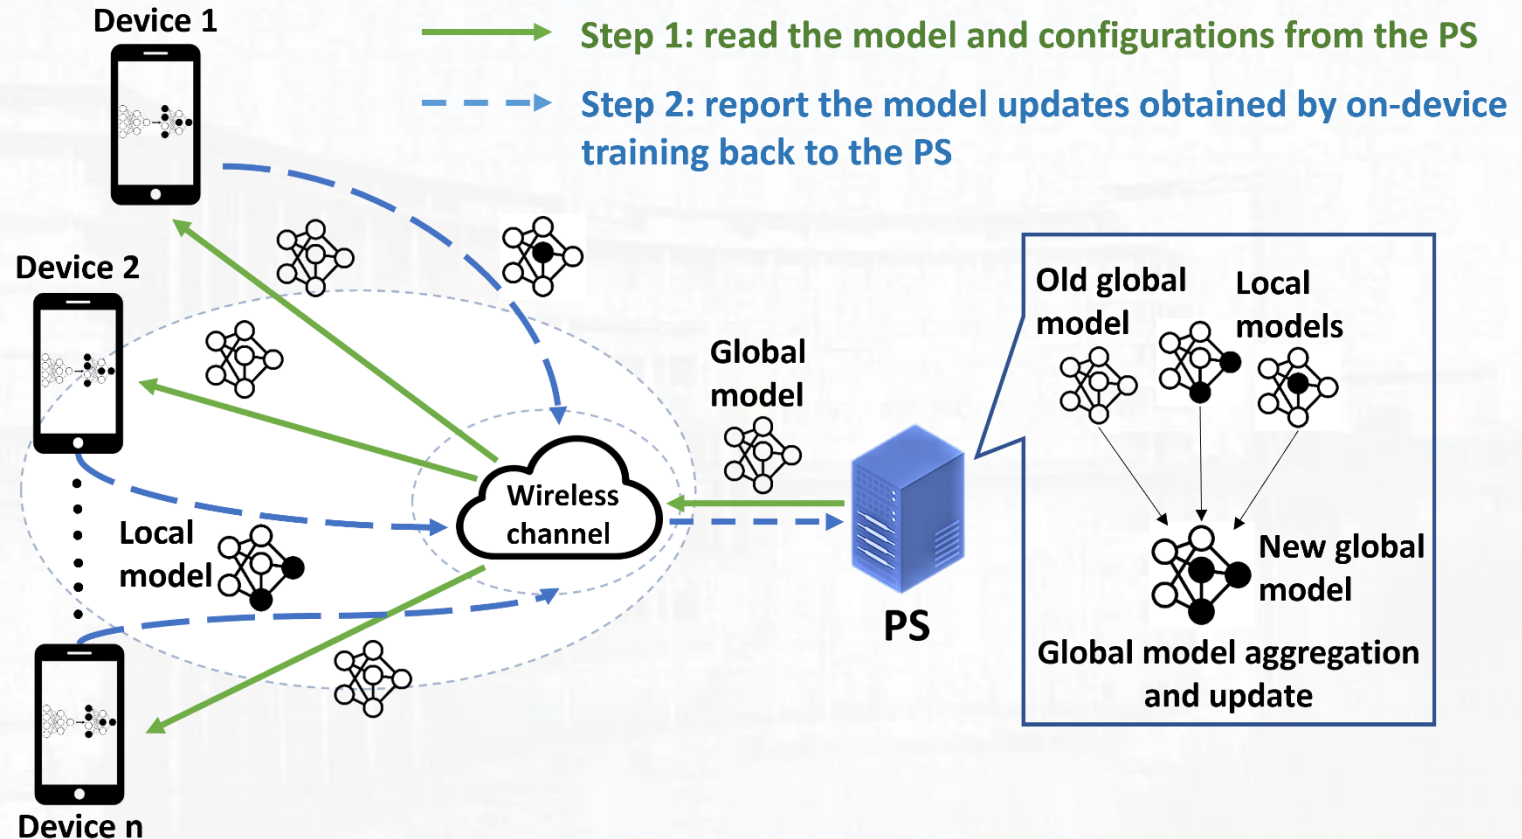 Device 1
Step 1: read the model and configurations from the PS
Step 2: report the model updates obtained by on-device
training back to the PS
Device 2
Old global
model
Local
models
Global
model
Wireless
channel
Local
model
New global
model
PS
Global model aggregation
and update
Device n